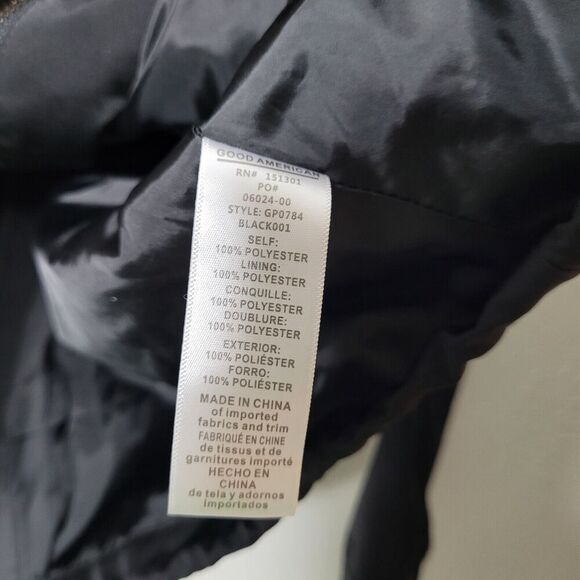 GOOD AMERICAN
RN# 151301
PO#
06024-00
STYLE: GP0784
BLACK001
SELF:
100% POLYESTER
LINING:
100% POLYESTER
CONQUILLE:
100% POLYESTER
DOUBLURE:
100% POLYESTER
EXTERIOR:
100% POLIÉSTER
FORRO:
100% POLIÉSTER
MADE IN CHINA
of imported
fabrics and trim
FABRIQUÉ EN CHINE
de tissus et de
garnitures importé
HECHO EN
CHINA
de tela y adornos
importados